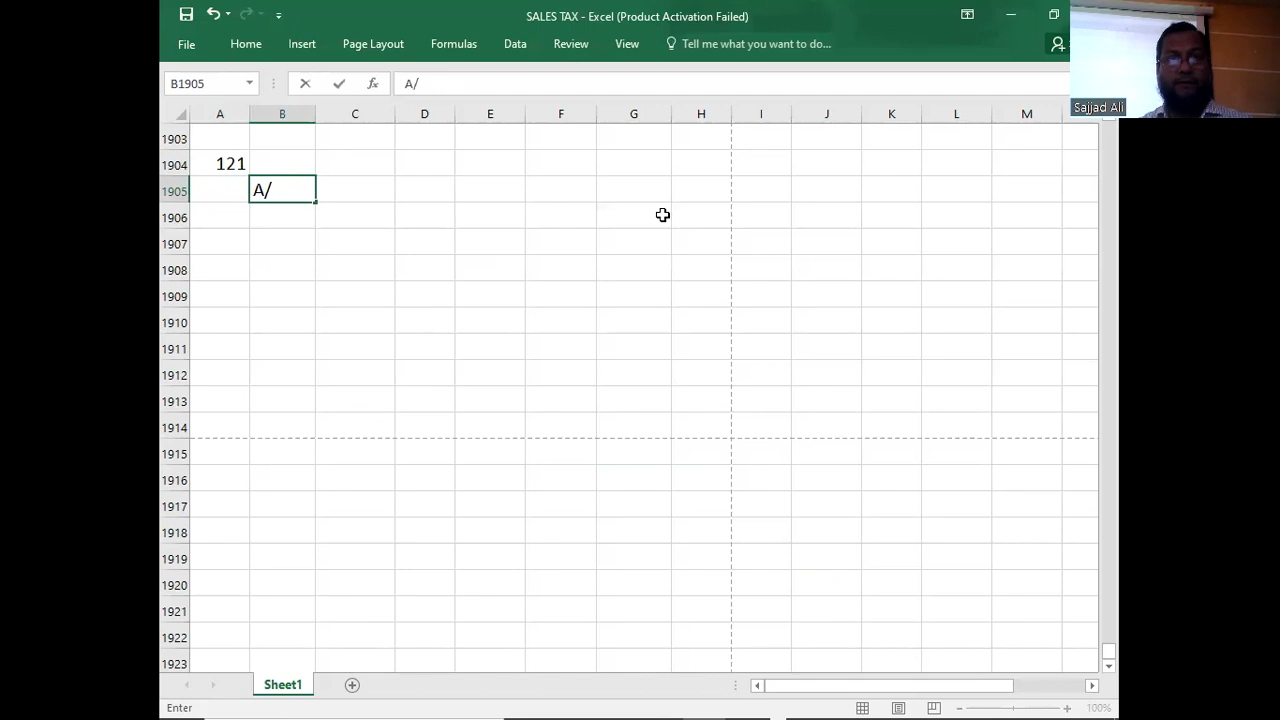 SALES TAX - Excel (Product Activation Failed)
File Home Insert Page Layout Formulas Data Review View Tell me what you want to do...
B1905 fx A/
Sajjad Ali
A B C D E F G H I J K L M
1903
1904 121
1905 A/
1906
1907
1908
1909
1910
1911
1912
1913
1914
1915
1916
1917
1918
1919
1920
1921
1922
1923
Sheet1
Enter 100%